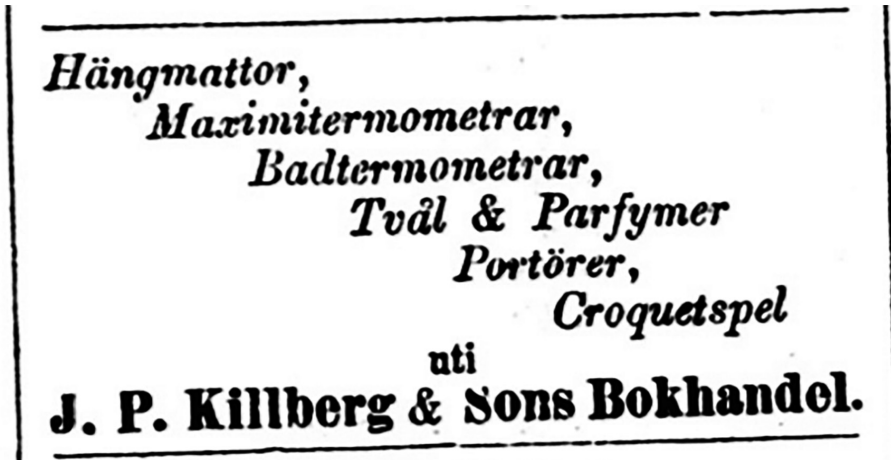 Hängmattor,
Maximitermometrar,
Badtermometrar,
Tvål & Parfymer
Portörer,
Croquetspel
uti
J. P. Killberg & Sons Bokhandel.